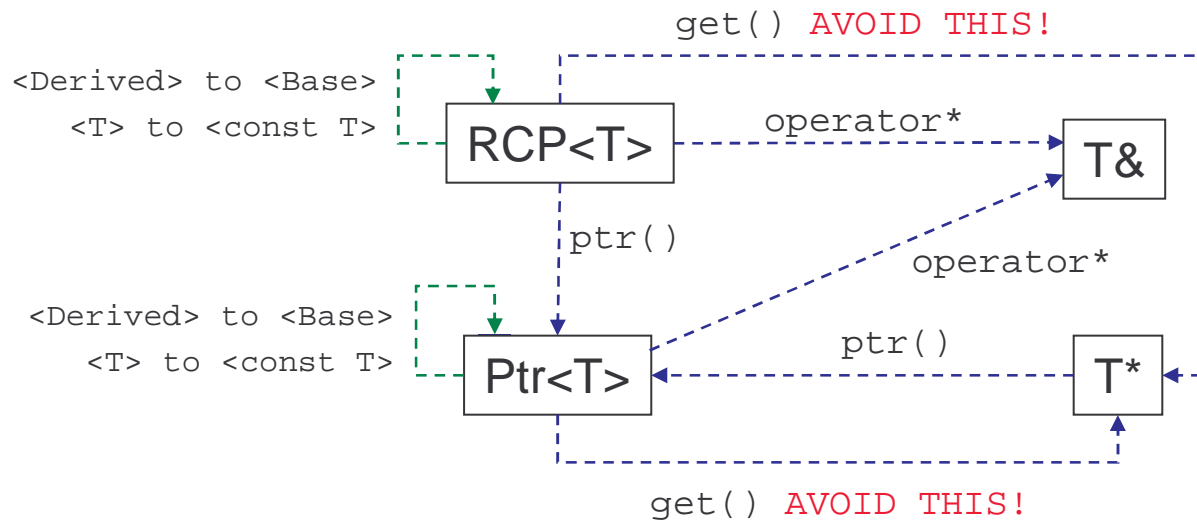 get() AVOID THIS!
<Derived> to <Base>
<T> to <const T>
RCP<T>
operator*
T&
ptr()
operator*
<Derived> to <Base>
<T> to <const T>
Ptr<T>
ptr()
T*
get() AVOID THIS!